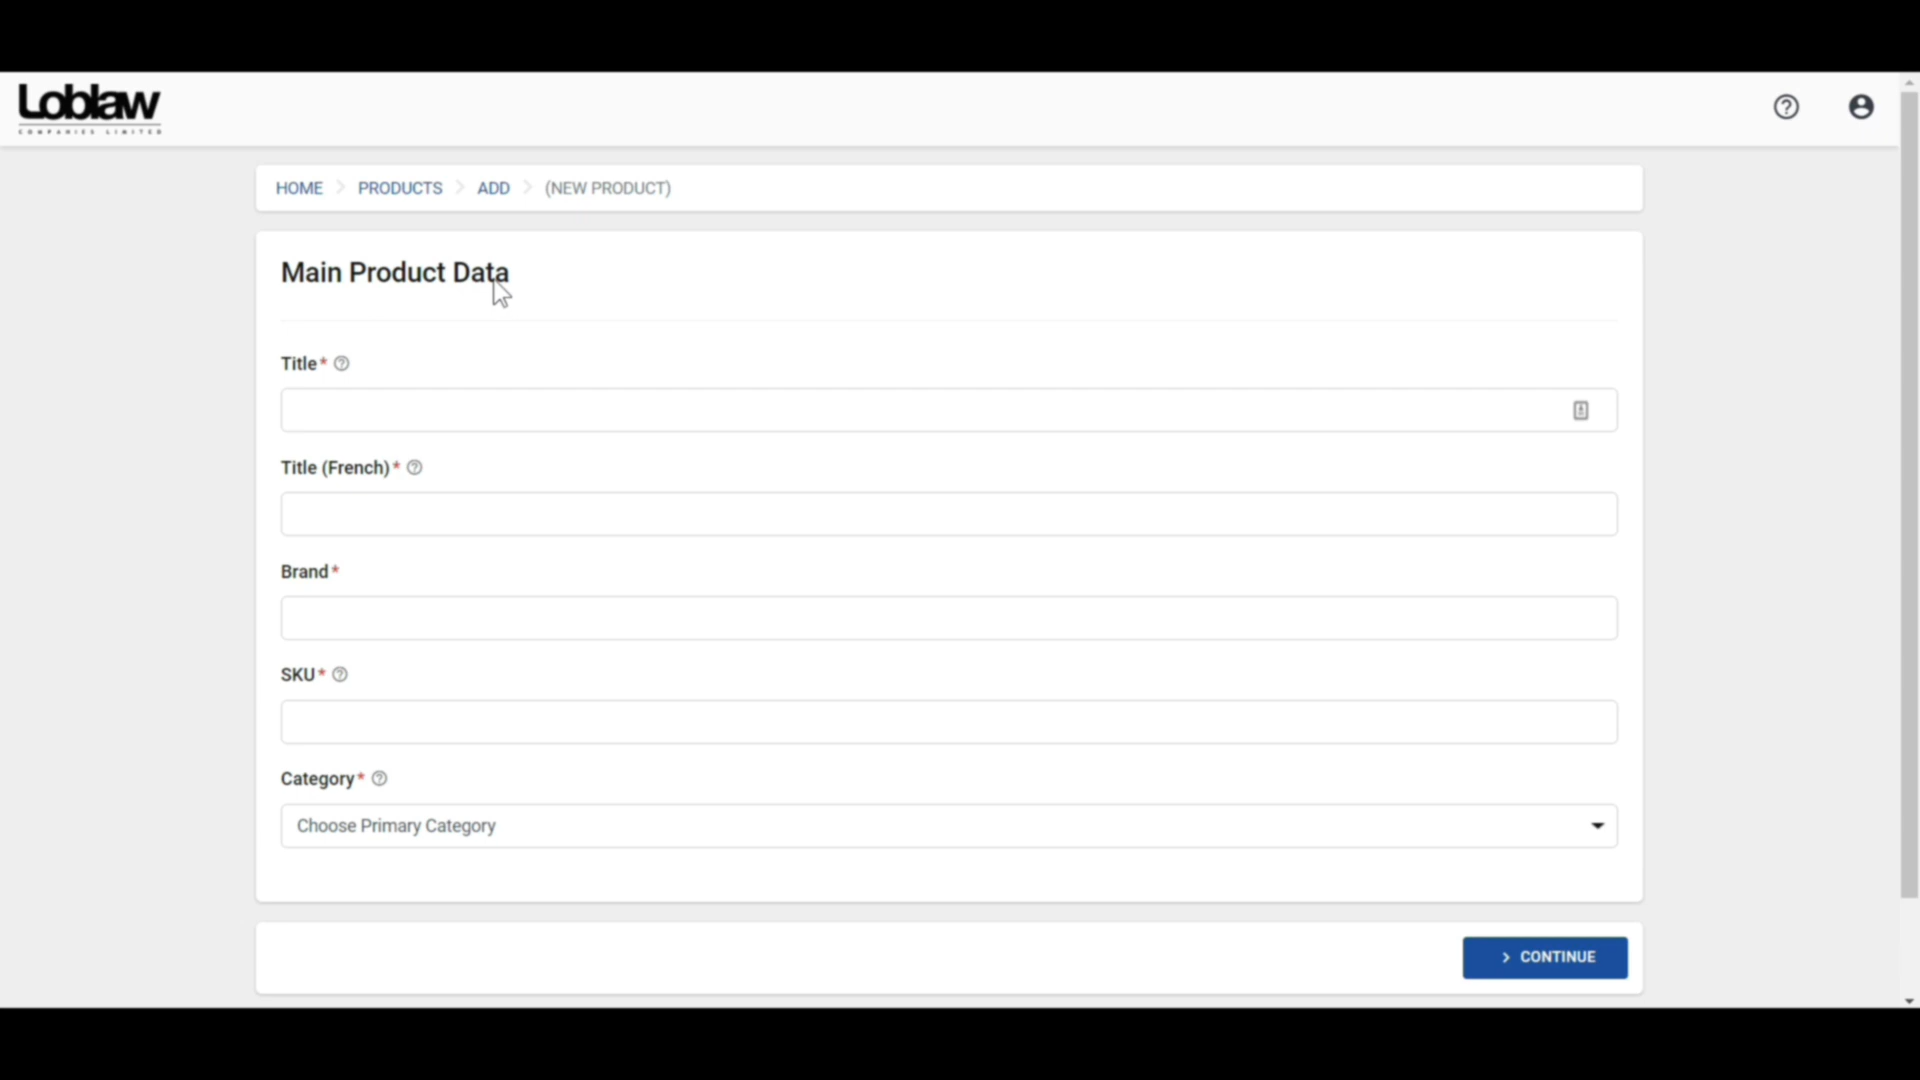 Loblaw
COMPANIES LIMITED
HOME PRODUCTS ADD (NEW PRODUCT)
Main Product Data
Title*
Title (French)*
Brand*
SKU*
Category*
Choose Primary Category
CONTINUE